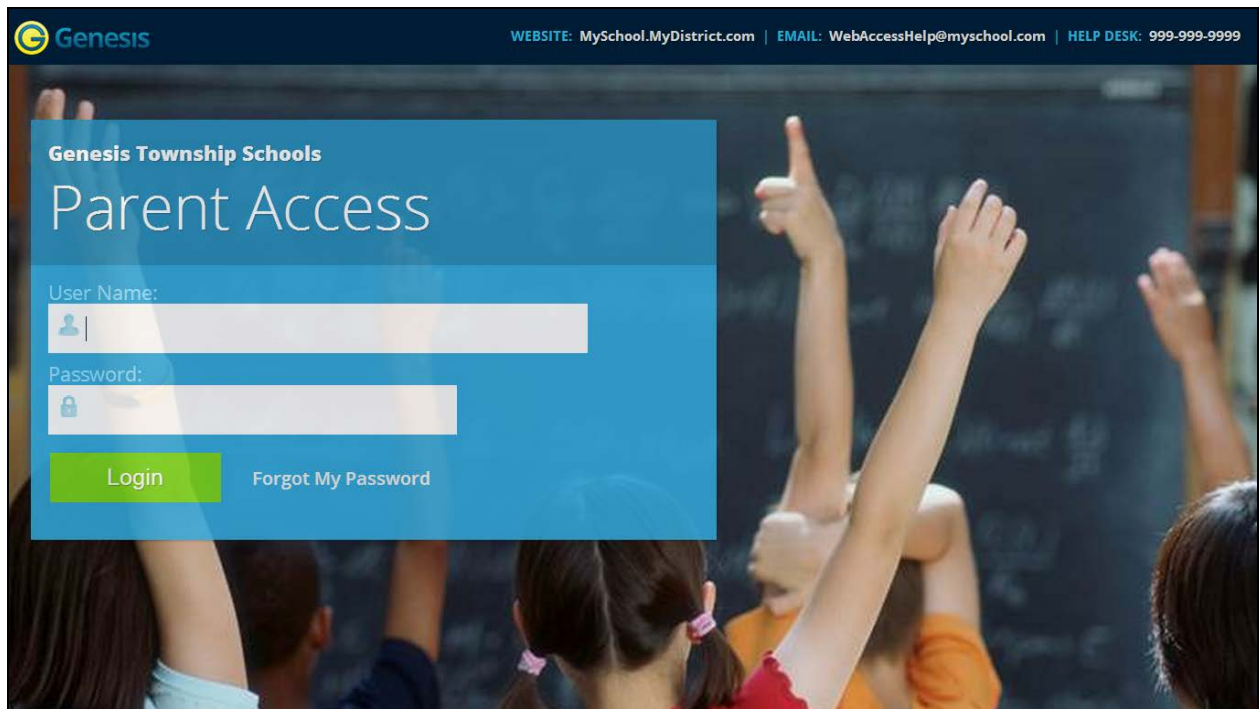 Genesis
WEBSITE: MySchool.MyDistrict.com | EMAIL: WebAccessHelp@myschool.com | HELP DESK: 999-999-9999
Genesis Township Schools
Parent Access
User Name:
Password:
Login Forgot My Password